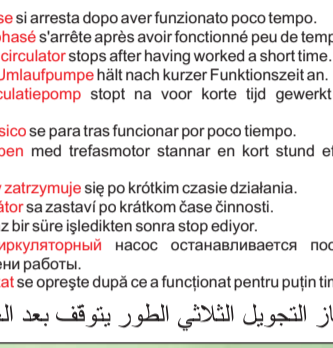 se si arresta dopo aver funzionato poco tempo.
phasé s'arrête après avoir fonctionné peu de temp
circulator stops after having worked a short time.
Umlaufpumpe hält nach kurzer Funktionszeit an.
culatiepomp stopt na voor korte tijd gewerkt
sico se para tras funcionar por poco tiempo.
pen med trefasmotor stannar en kort stund ef
zatrzymuje się po krótkim czasie działania.
átor sa zastaví po krátkom čase činnosti.
z bir süre işledikten sonra stop ediyor.
иркуляторный насос останавливается пос
ени работы.
at se opreşte după ce a funcţionat pentru puţin tim
از التجويل الثلاثي الطور يتوقف بعد ال